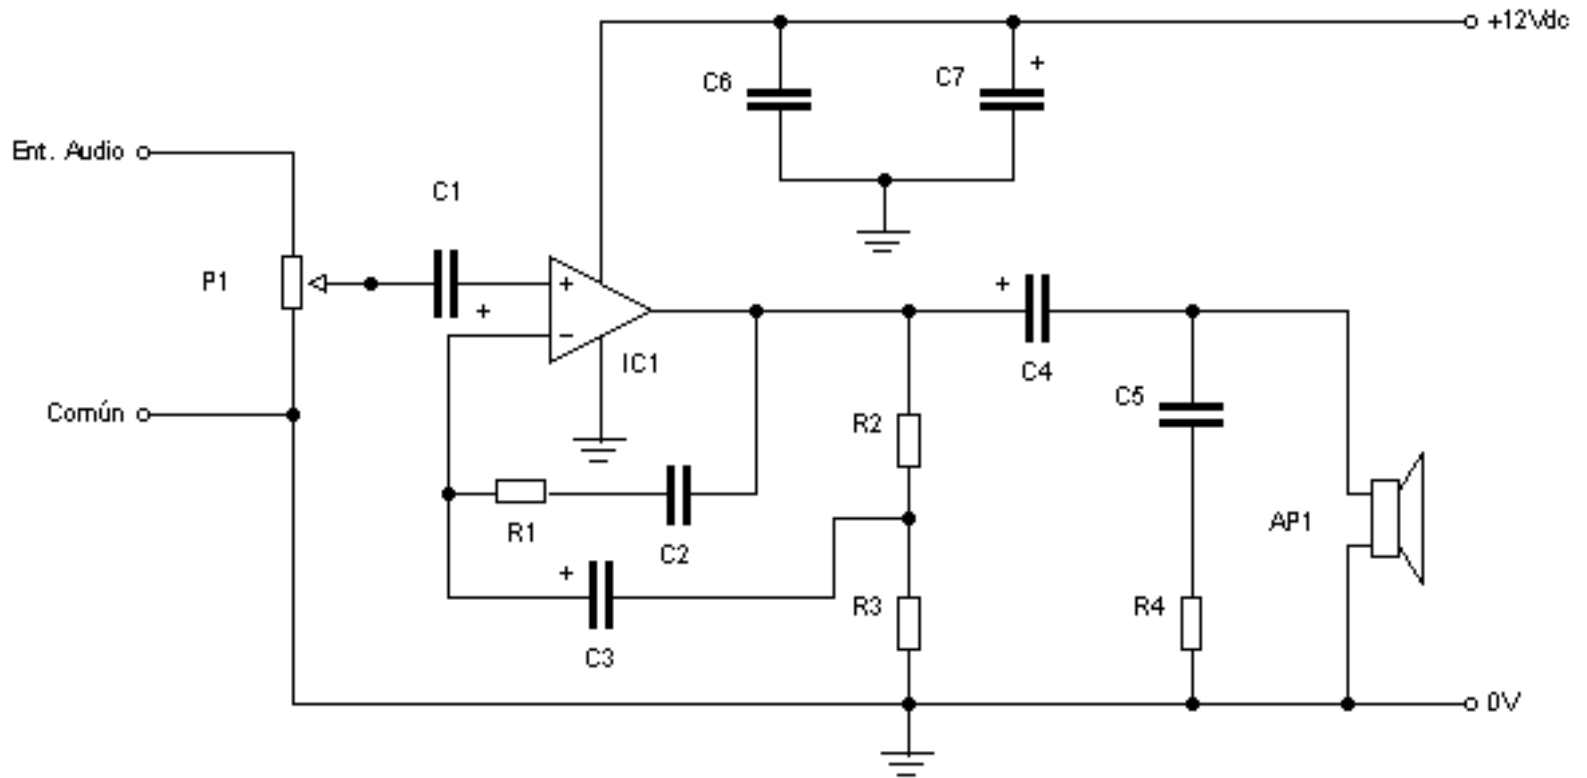 +12Vdc
C6
C7
+
Ent. Audio
C1
P1
+
+
−
IC1
+
C4
C5
Común
R2
R1
C2
AP1
+
C3
R3
R4
0V